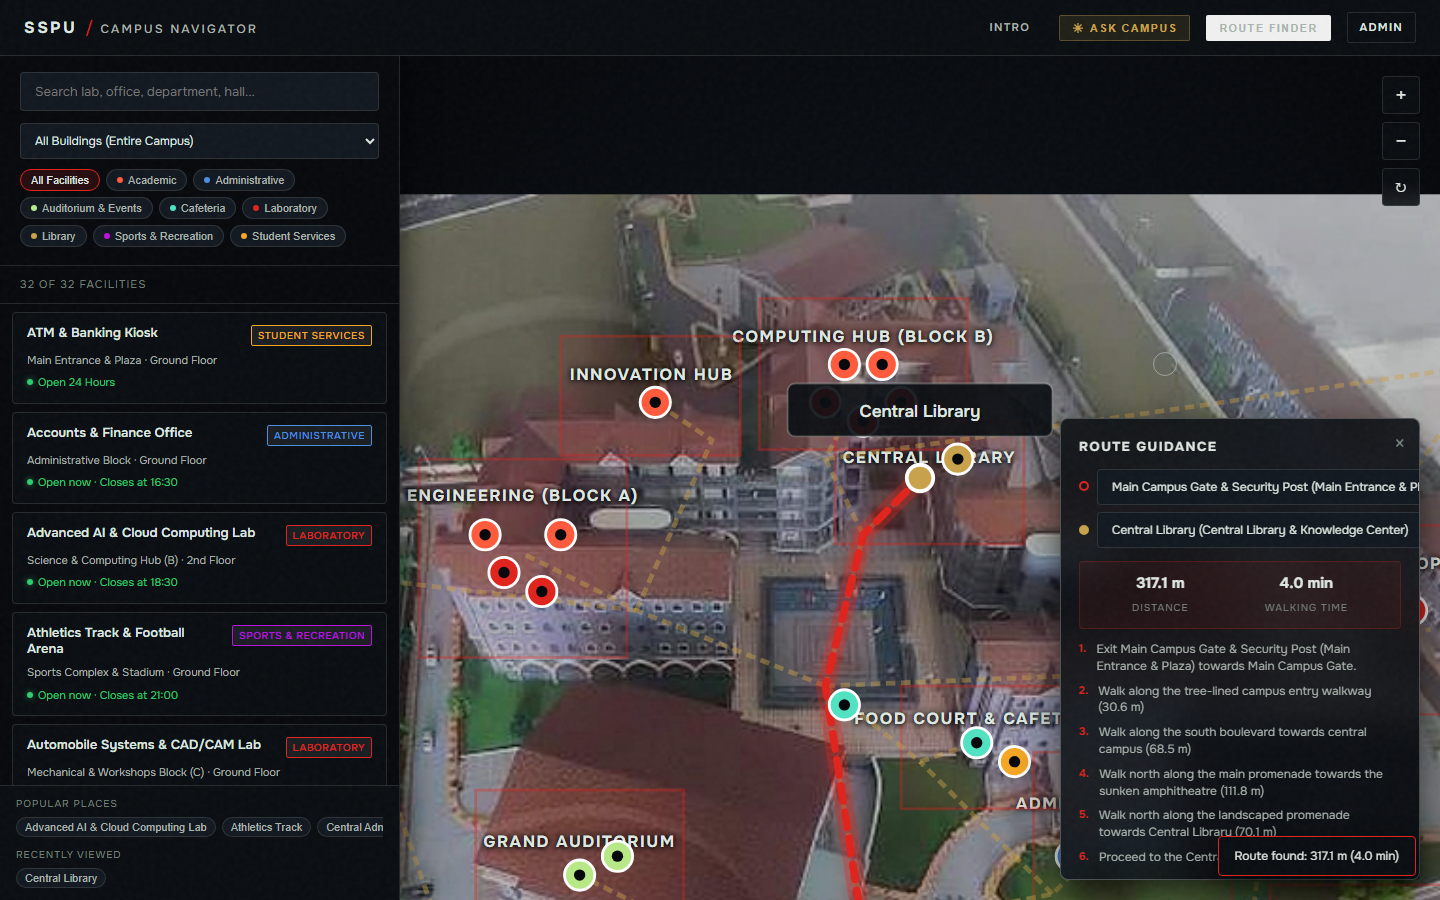 SSPU / CAMPUS NAVIGATOR
INTRO
ASK CAMPUS
ROUTE FINDER
ADMIN
Search lab, office, department, hall...
All Buildings (Entire Campus)
All Facilities
Academic
Administrative
Auditorium & Events
Cafeteria
Laboratory
Library
Sports & Recreation
Student Services
32 OF 32 FACILITIES
ATM & Banking Kiosk
STUDENT SERVICES
Main Entrance & Plaza · Ground Floor
Open 24 Hours
Accounts & Finance Office
ADMINISTRATIVE
Administrative Block · Ground Floor
Open now · Closes at 16:30
Advanced AI & Cloud Computing Lab
LABORATORY
Science & Computing Hub (B) · 2nd Floor
Open now · Closes at 18:30
Athletics Track & Football
Arena
SPORTS & RECREATION
Sports Complex & Stadium · Ground Floor
Open now · Closes at 21:00
Automobile Systems & CAD/CAM Lab
LABORATORY
Mechanical & Workshops Block (C) · Ground Floor
POPULAR PLACES
Advanced AI & Cloud Computing Lab
Athletics Track
Central Adn
RECENTLY VIEWED
Central Library
+
−
↻
COMPUTING HUB (BLOCK B)
INNOVATION HUB
Central Library
CENTRAL L RARY
ENGINEERING (BLOCK A)
FOOD COURT & CAFET
ADM
GRAND AUDITORIUM
OP
ROUTE GUIDANCE
×
Main Campus Gate & Security Post (Main Entrance & Pl
Central Library (Central Library & Knowledge Center)
317.1 m
DISTANCE
4.0 min
WALKING TIME
1. Exit Main Campus Gate & Security Post (Main
Entrance & Plaza) towards Main Campus Gate.
2. Walk along the tree-lined campus entry walkway
(30.6 m)
3. Walk along the south boulevard towards central
campus (68.5 m)
4. Walk north along the main promenade towards the
sunken amphitheatre (111.8 m)
5. Walk north along the landscaped promenade
towards Central Library (70.1 m)
6. Proceed to the Centr
Route found: 317.1 m (4.0 min)